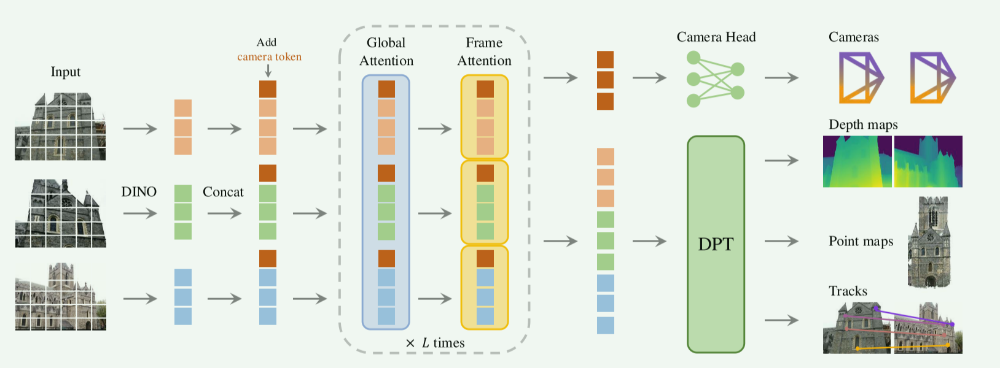 Input
DINO
Concat
Add
camera token
Global
Attention
Frame
Attention
× L times
Camera Head
DPT
Cameras
Depth maps
Point maps
Tracks